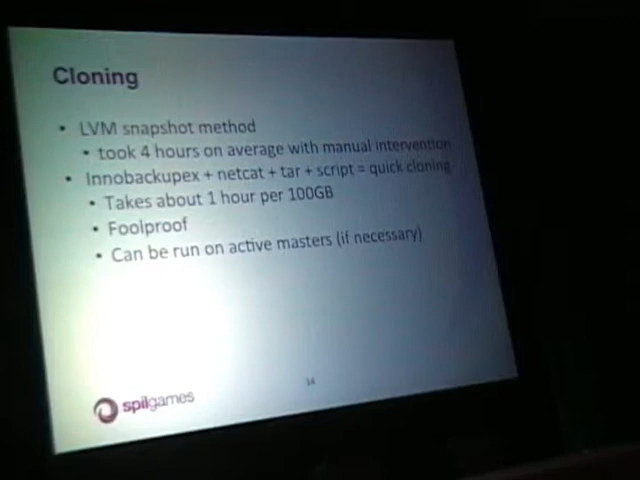 Cloning
• LVM snapshot method
• took 4 hours on average with manual intervention
• Innobackupex + netcat + tar + script = quick cloning
• Takes about 1 hour per 100GB
• Foolproof
• Can be run on active masters (if necessary)
14
spilgames